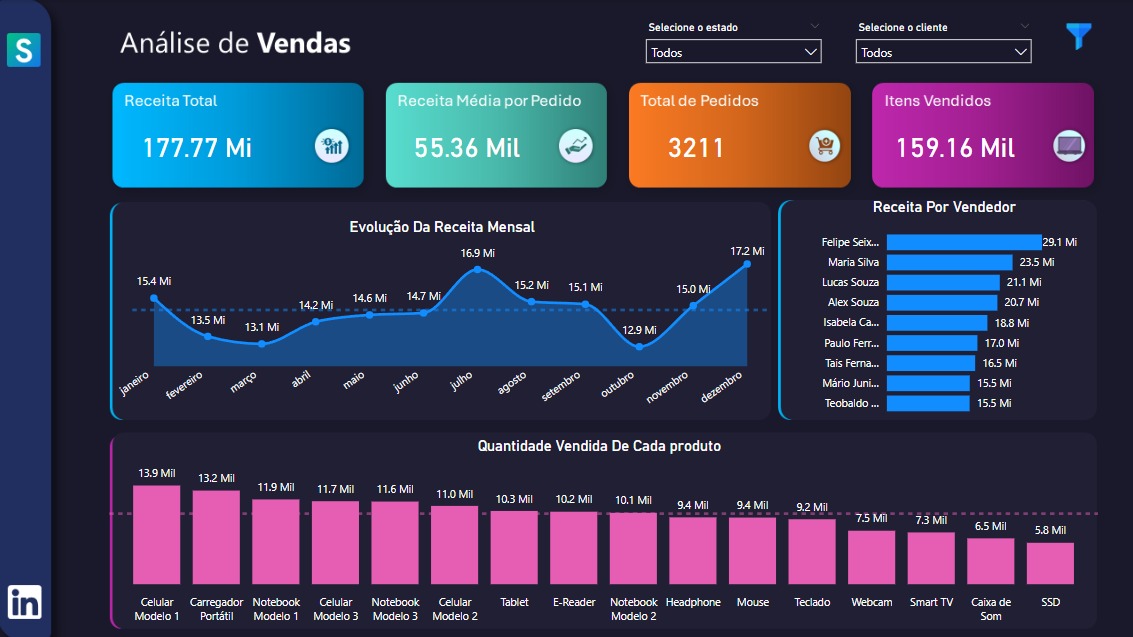 S
Análise de Vendas
Selecione o estado
Todos
Selecione o cliente
Todos
Receita Total
177.77 Mi
Receita Média por Pedido
55.36 Mil
Total de Pedidos
3211
Itens Vendidos
159.16 Mil
Evolução Da Receita Mensal
15.4 Mi
13.5 Mi
13.1 Mi
14.2 Mi
14.6 Mi
14.7 Mi
16.9 Mi
15.2 Mi
15.1 Mi
12.9 Mi
15.0 Mi
17.2 Mi
janeiro
fevereiro
março
abril
maio
junho
julho
agosto
setembro
outubro
novembro
dezembro
Receita Por Vendedor
Felipe Seix... 29.1 Mi
Maria Silva 23.5 Mi
Lucas Souza 21.1 Mi
Alex Souza 20.7 Mi
Isabela Ca... 18.8 Mi
Paulo Ferr... 17.0 Mi
Tais Ferna... 16.5 Mi
Mário Juni... 15.5 Mi
Teobaldo ... 15.5 Mi
Quantidade Vendida De Cada produto
13.9 Mil
13.2 Mil
11.9 Mil
11.7 Mil
11.6 Mil
11.0 Mil
10.3 Mil
10.2 Mil
10.1 Mil
9.4 Mil
9.4 Mil
9.2 Mil
7.5 Mil
7.3 Mil
6.5 Mil
5.8 Mil
Celular
Modelo 1
Carregador
Portátil
Notebook
Modelo 1
Celular
Modelo 3
Notebook
Modelo 3
Celular
Modelo 2
Tablet
E-Reader
Notebook
Modelo 2
Headphone
Mouse
Teclado
Webcam
Smart TV
Caixa de
Som
SSD
in